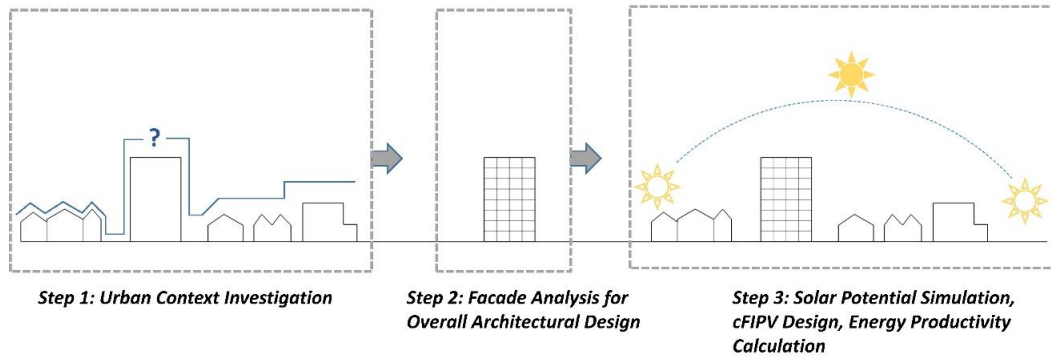 ?
Step 1: Urban Context Investigation
Step 2: Facade Analysis for
Overall Architectural Design
Step 3: Solar Potential Simulation,
cFIPV Design, Energy Productivity
Calculation